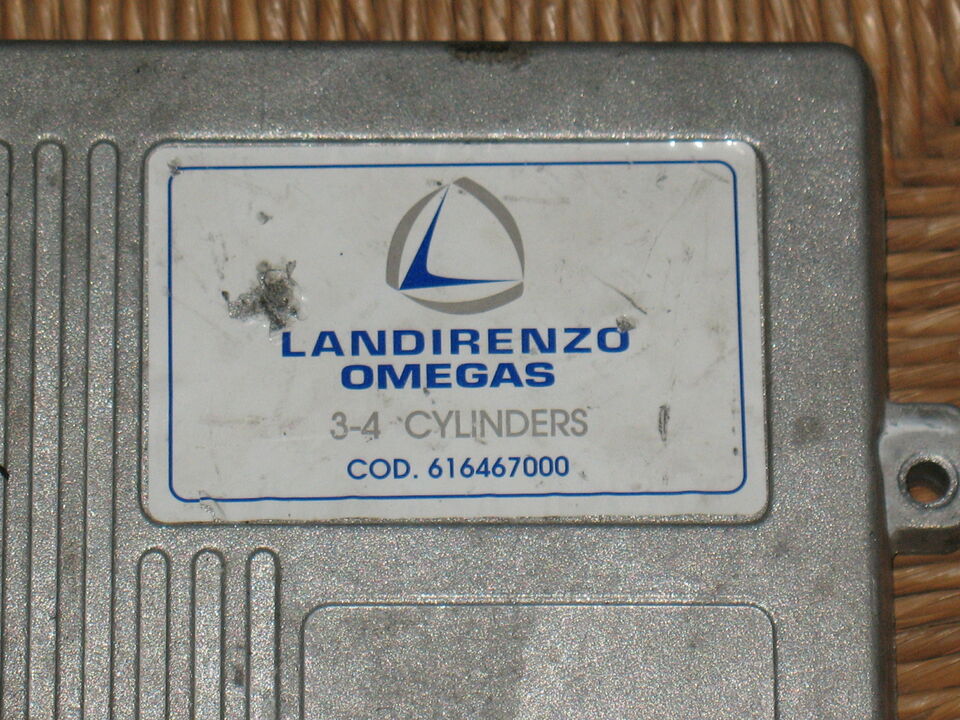 LANDIRENZO
OMEGAS
3-4 CYLINDERS
COD. 616467000